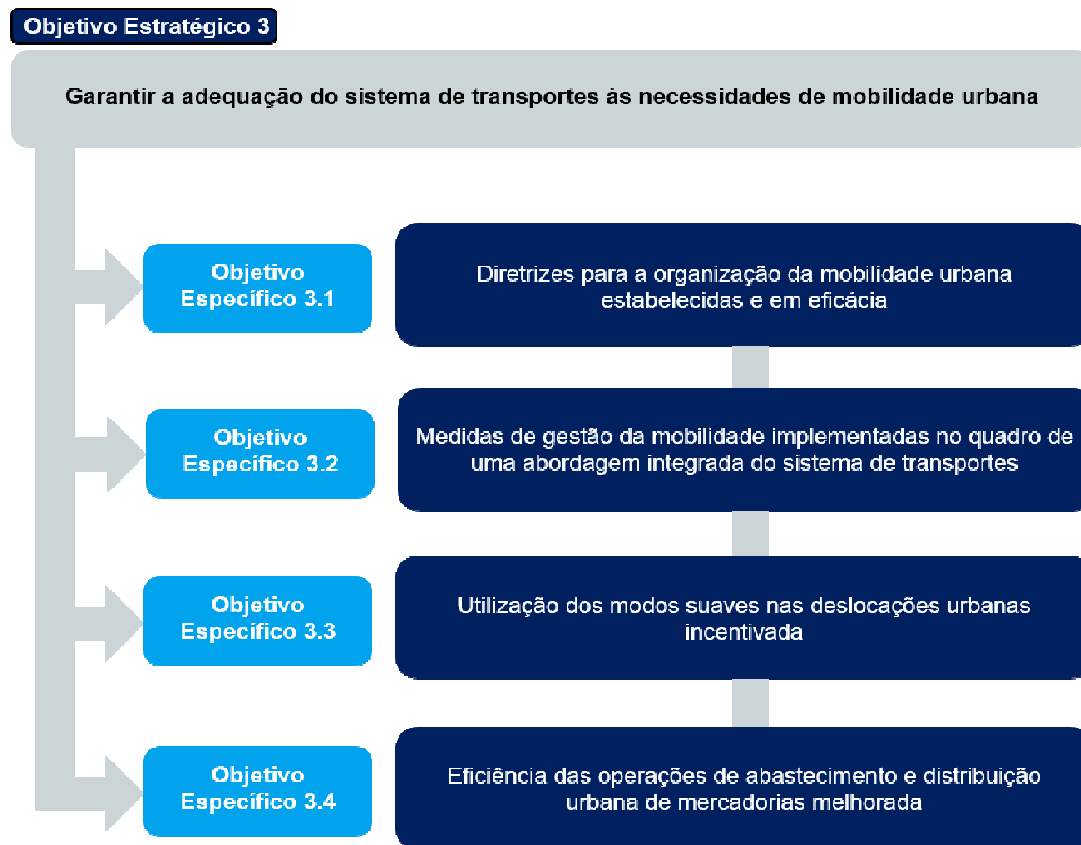 Objetivo Estratégico 3
Garantir a adequação do sistema de transportes às necessidades de mobilidade urbana
Objetivo
Específico 3.1
Diretrizes para a organização da mobilidade urbana
estabelecidas e em eficácia
Objetivo
Específico 3.2
Medidas de gestão da mobilidade implementadas no quadro de
uma abordagem integrada do sistema de transportes
Objetivo
Específico 3.3
Utilização dos modos suaves nas deslocações urbanas
incentivada
Objetivo
Específico 3.4
Eficiência das operações de abastecimento e distribuição
urbana de mercadorias melhorada